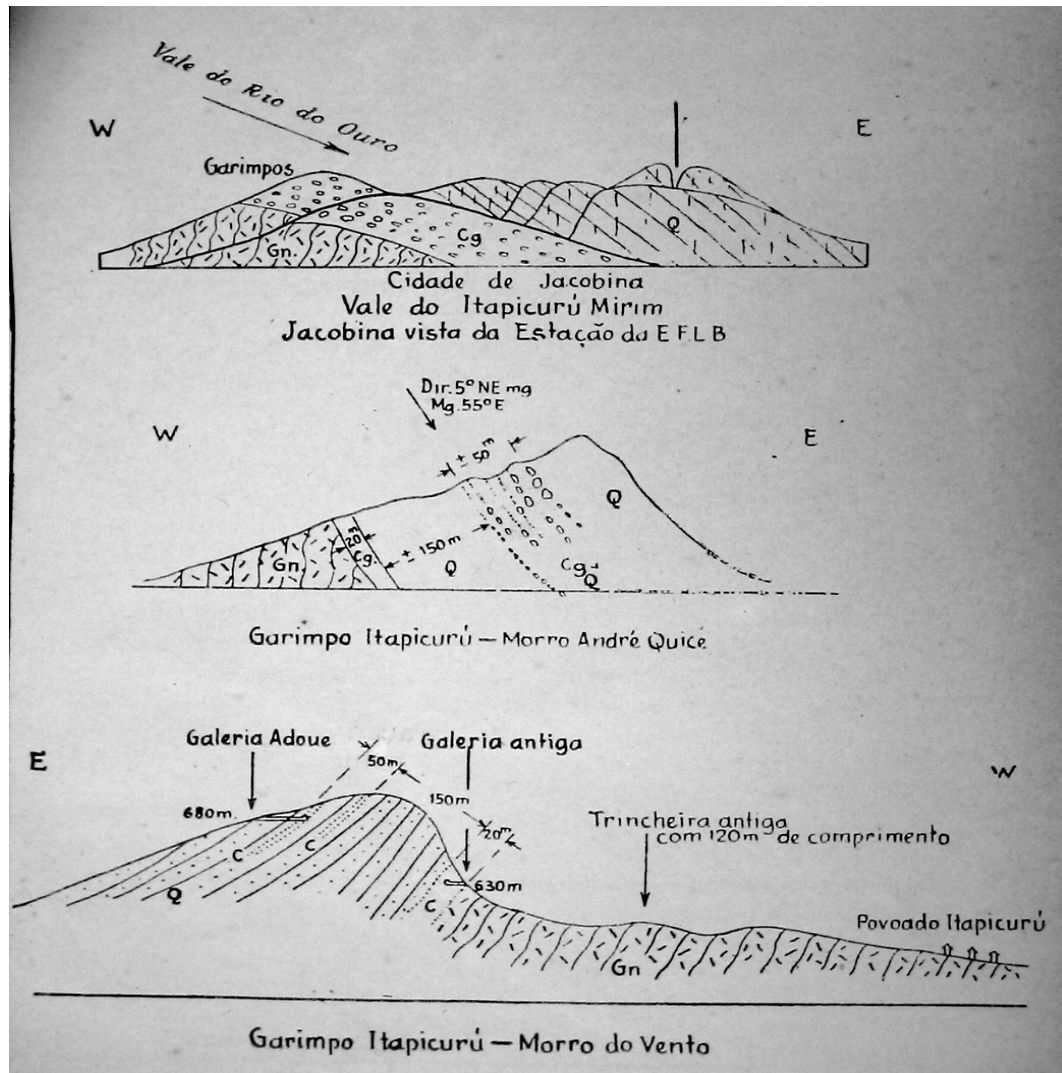 Vale do Rio do Ouro
W
E
Garimpos
Gn.
Cg
Q
Cidade de Jacobina
Vale do Itapicurú Mirim
Jacobina vista da Estação da E F L B
Dir. 5° NE mg
Mg. 55° E
W
E
± 50m
Q
20m
± 150m
Gn.
Cg.
Q
Cg
Q
Garimpo Itapicurú — Morro André Quicé
Galeria Adoue
Galeria antiga
E
W
50m
680m.
150m
20m
Trincheira antiga
com 120m de comprimento
C
C
630m
Q
C
Povoado Itapicurú
Gn
Garimpo Itapicurú — Morro do Vento